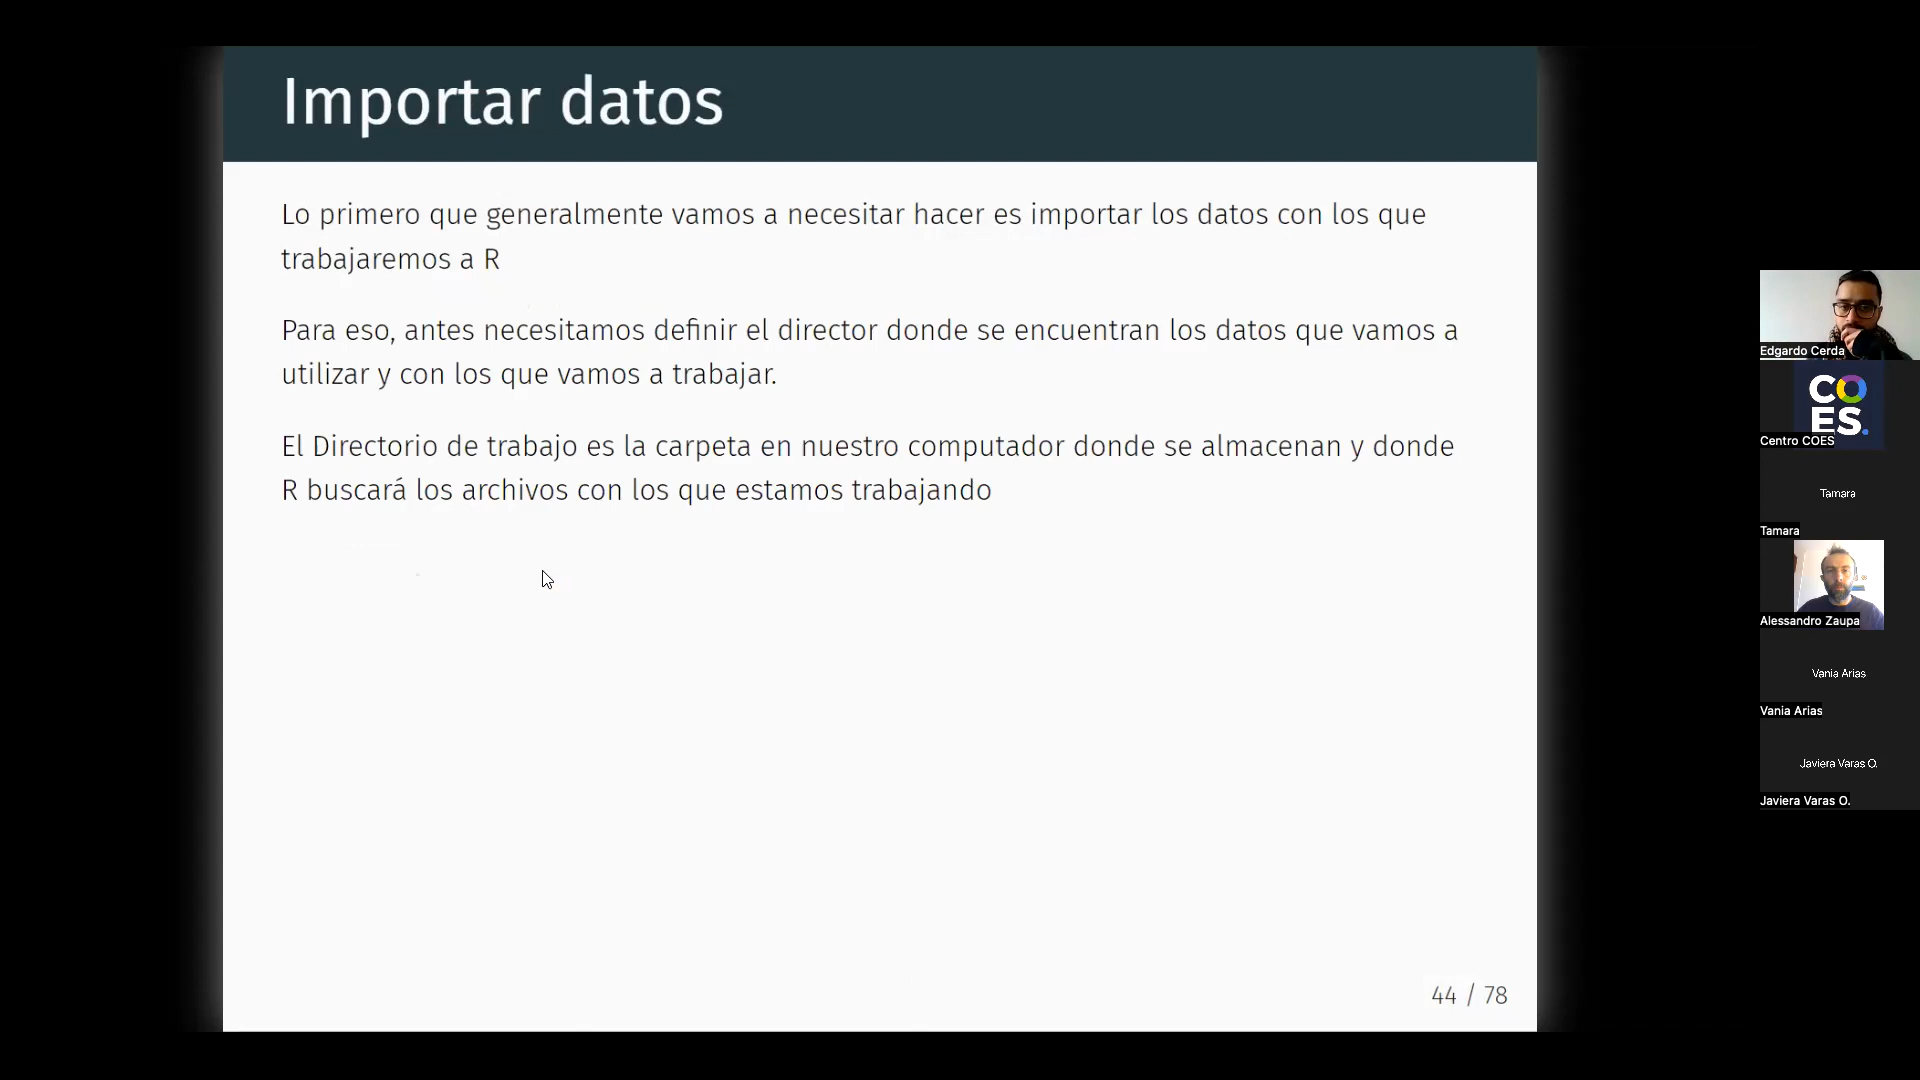 Importar datos
Lo primero que generalmente vamos a necesitar hacer es importar los datos con los que
trabajaremos a R
Para eso, antes necesitamos definir el director donde se encuentran los datos que vamos a
utilizar y con los que vamos a trabajar.
El Directorio de trabajo es la carpeta en nuestro computador donde se almacenan y donde
R buscará los archivos con los que estamos trabajando
44 / 78
Edgardo Cerda
CO
ES.
Centro COES
Tamara
Tamara
Alessandro Zaupa
Vania Arias
Vania Arias
Javiera Varas O.
Javiera Varas O.